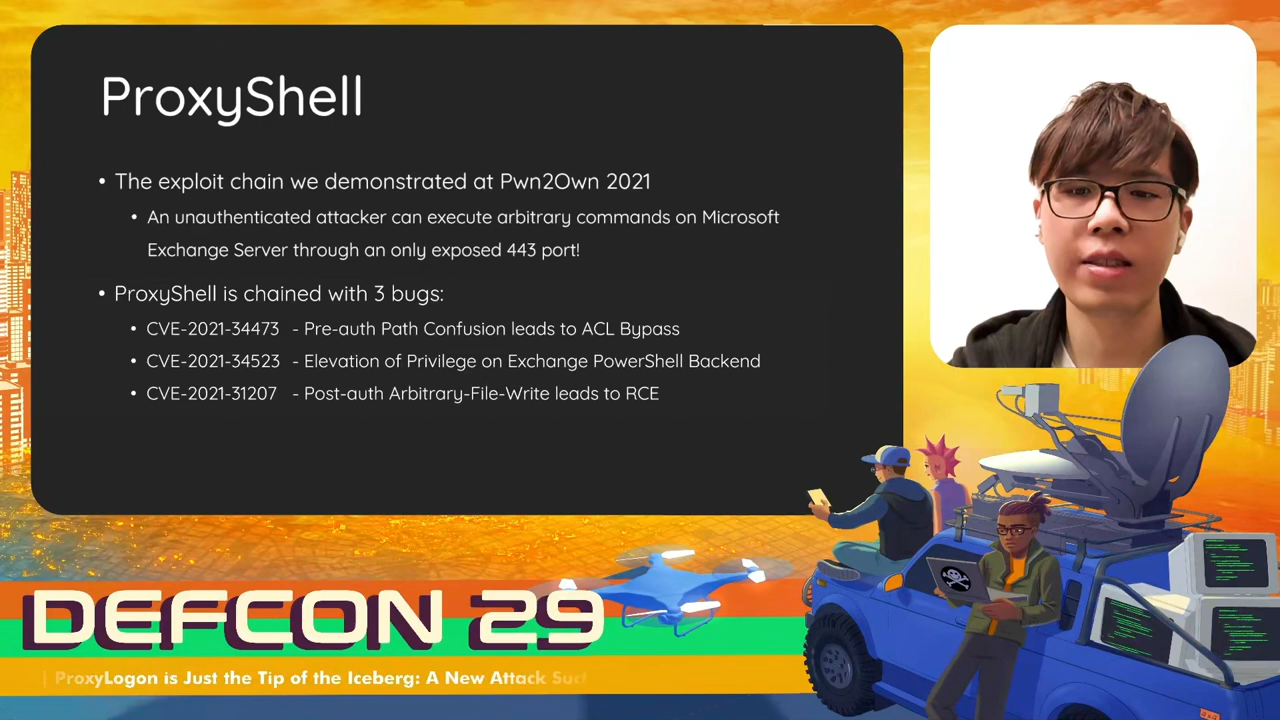 ProxyShell
• The exploit chain we demonstrated at Pwn2Own 2021
• An unauthenticated attacker can execute arbitrary commands on Microsoft
Exchange Server through an only exposed 443 port!
• ProxyShell is chained with 3 bugs:
• CVE-2021-34473 - Pre-auth Path Confusion leads to ACL Bypass
• CVE-2021-34523 - Elevation of Privilege on Exchange PowerShell Backend
• CVE-2021-31207 - Post-auth Arbitrary-File-Write leads to RCE
DEFCON 29
| ProxyLogon is Just the Tip of the Iceberg: A New Attack